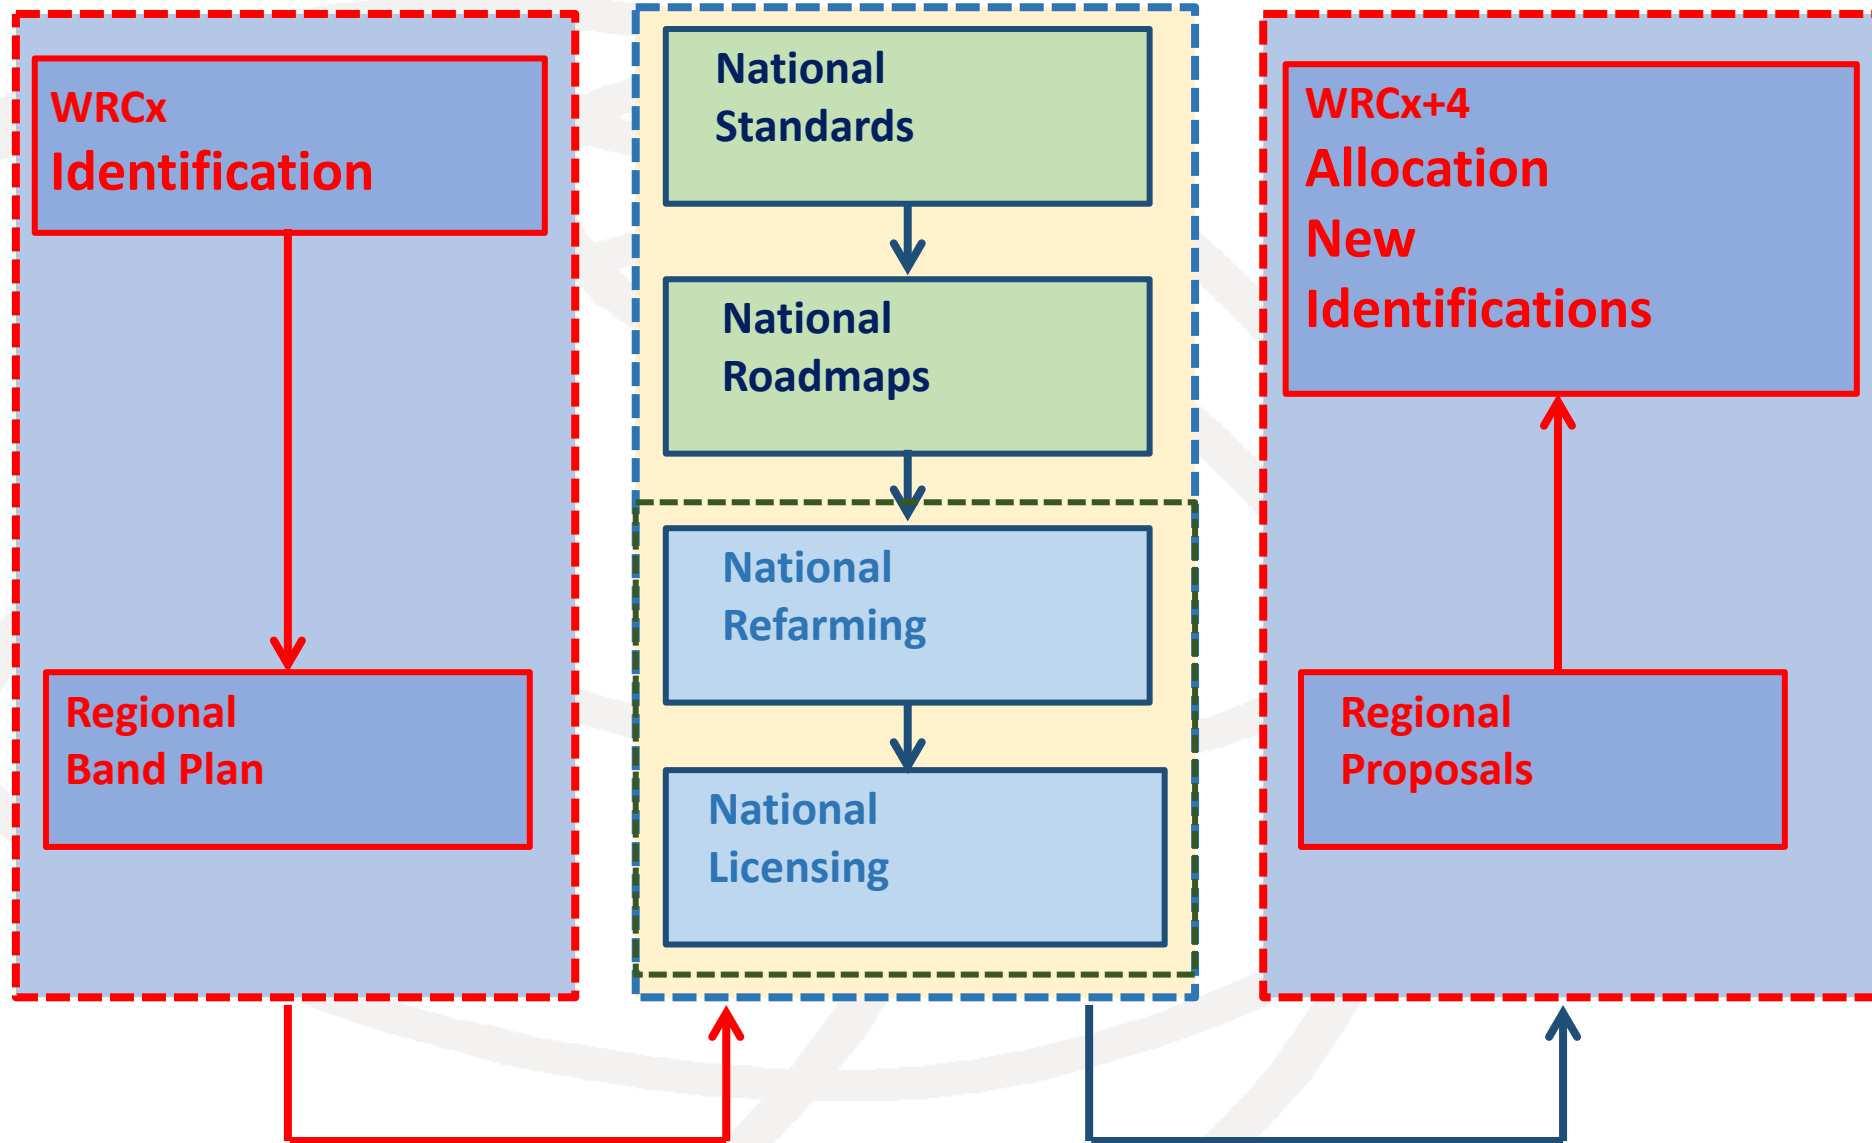 WRCx
Identification
Regional
Band Plan
National
Standards
National
Roadmaps
National
Refarming
National
Licensing
WRCx+4
Allocation
New
Identifications
Regional
Proposals